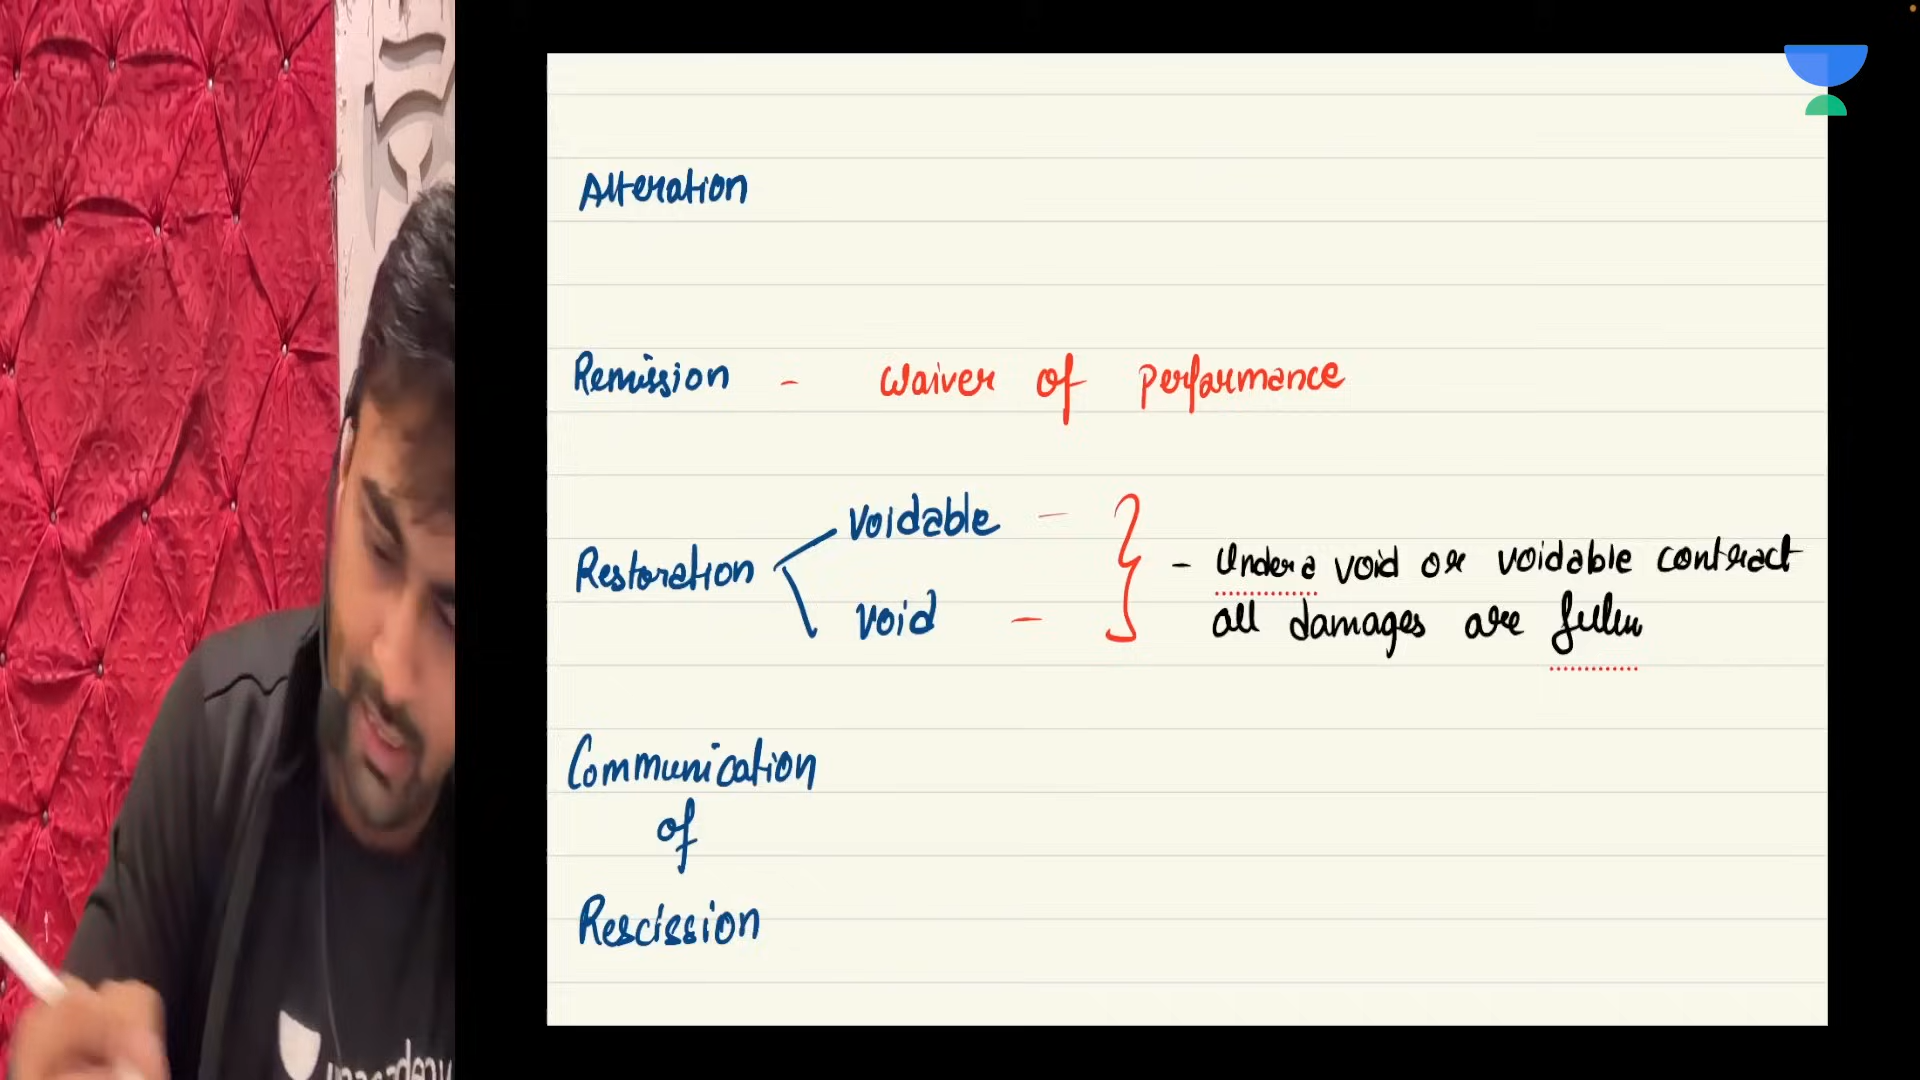 Alteration
Remission - Waiver of performance
Restoration
voidable -
void -
- Under a void or voidable contract
all damages are
Communication
of
Rescission